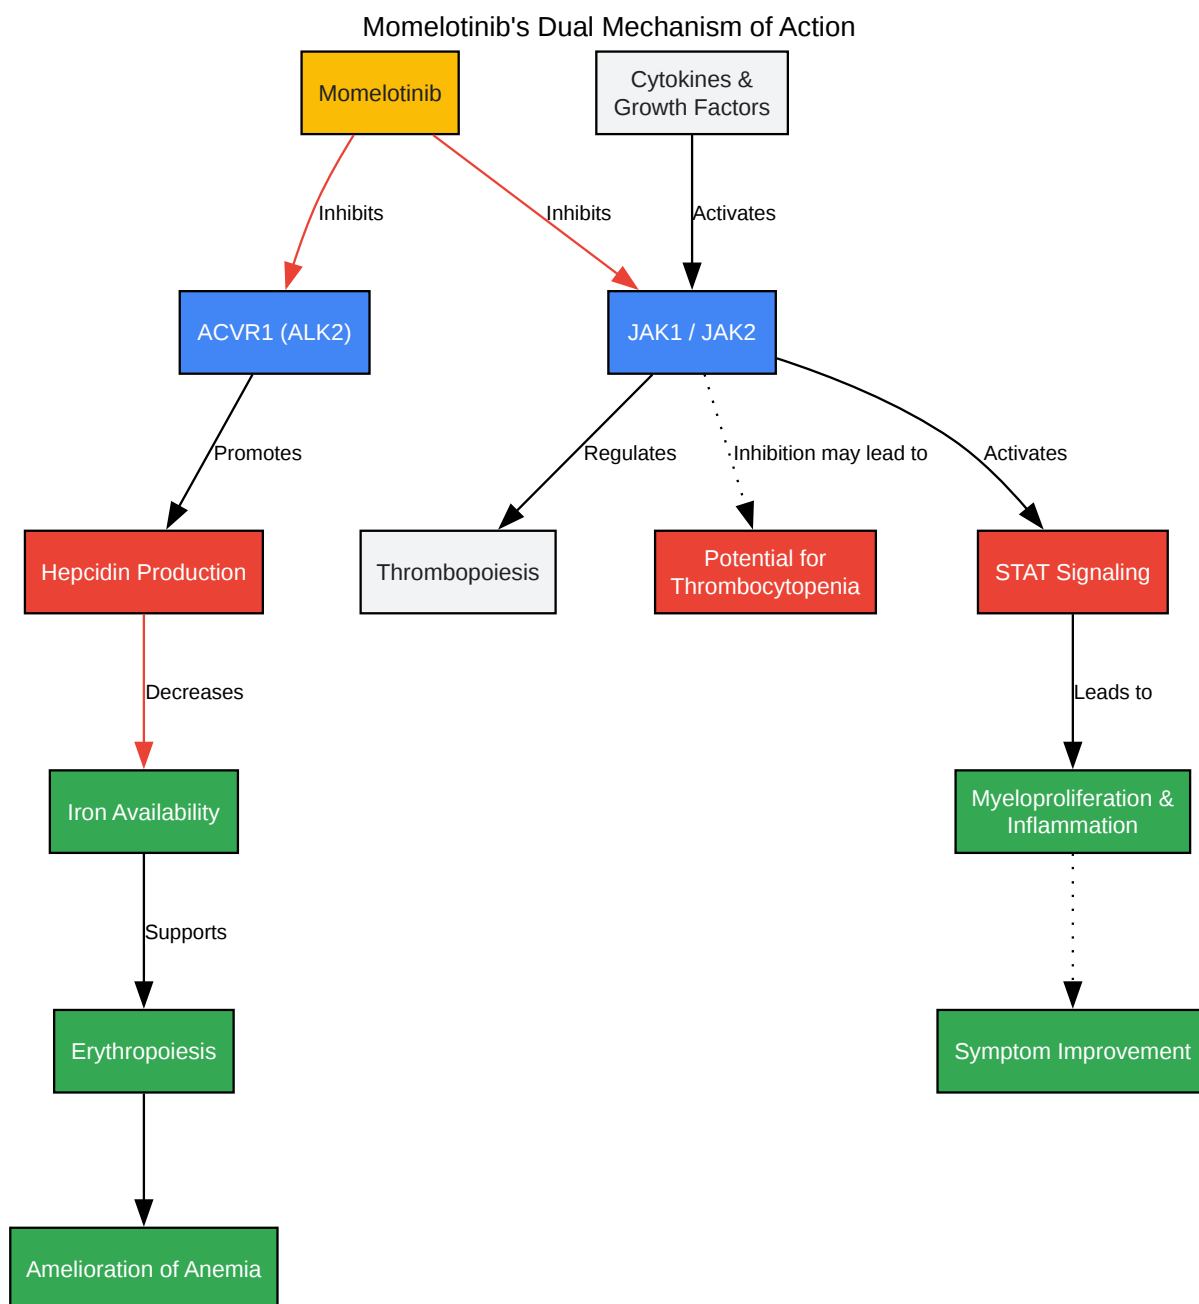 Momelotinib's Dual Mechanism of Action
Momelotinib
Cytokines &
Growth Factors
Inhibits
Inhibits
Activates
ACVR1 (ALK2)
JAK1 / JAK2
Promotes
Regulates
Inhibition may lead to
Activates
Hepcidin Production
Thrombopoiesis
Potential for
Thrombocytopenia
STAT Signaling
Decreases
Leads to
Iron Availability
Myeloproliferation &
Inflammation
Supports
Erythropoiesis
Symptom Improvement
Amelioration of Anemia